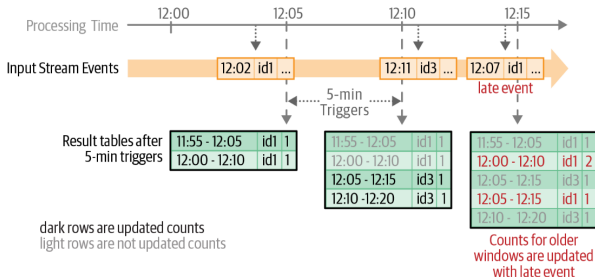 12:00 12:05 12:10 12:15
Processing Time
Input Stream Events
12:02 id1 ...
12:11 id3 ...
12:07 id1 ...
late event
5-min
Triggers
Result tables after
5-min triggers
11:55 - 12:05 id1 1
12:00 - 12:10 id1 1
11:55 - 12:05 id1 1
12:00 - 12:10 id1 1
12:05 - 12:15 id3 1
12:10 - 12:20 id3 1
11:55 - 12:05 id1 1
12:00 - 12:10 id1 2
12:05 - 12:15 id3 1
12:05 - 12:15 id1 1
12:10 - 12:20 id3 1
dark rows are updated counts
light rows are not updated counts
Counts for older
windows are updated
with late event